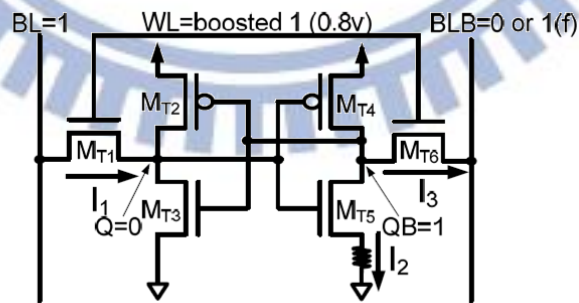 BL=1 WL=boosted 1 (0.8v) BLB=0 or 1(f)
MT2 MT4
MT1 MT6
I1 MT3 MT5 I3
Q=0 QB=1
I2